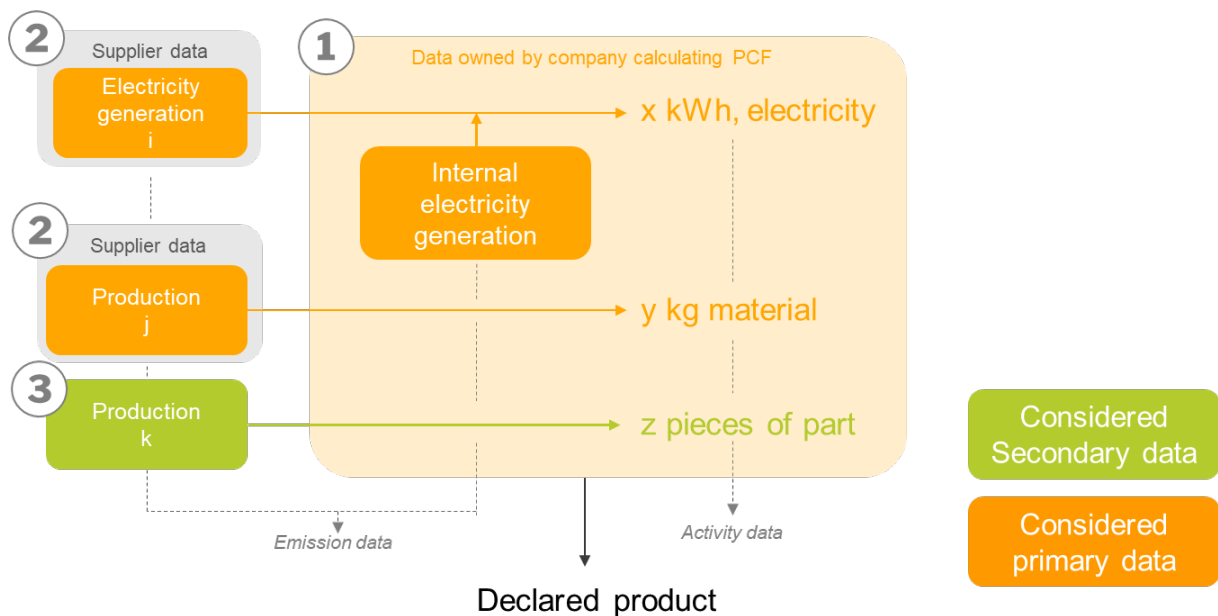 2
Supplier data
Electricity
generation
i
1
Data owned by company calculating PCF
x kWh, electricity
Internal
electricity
generation
2
Supplier data
Production
j
y kg material
3
Production
k
z pieces of part
Considered
Secondary data
Considered
primary data
Emission data
Activity data
Declared product